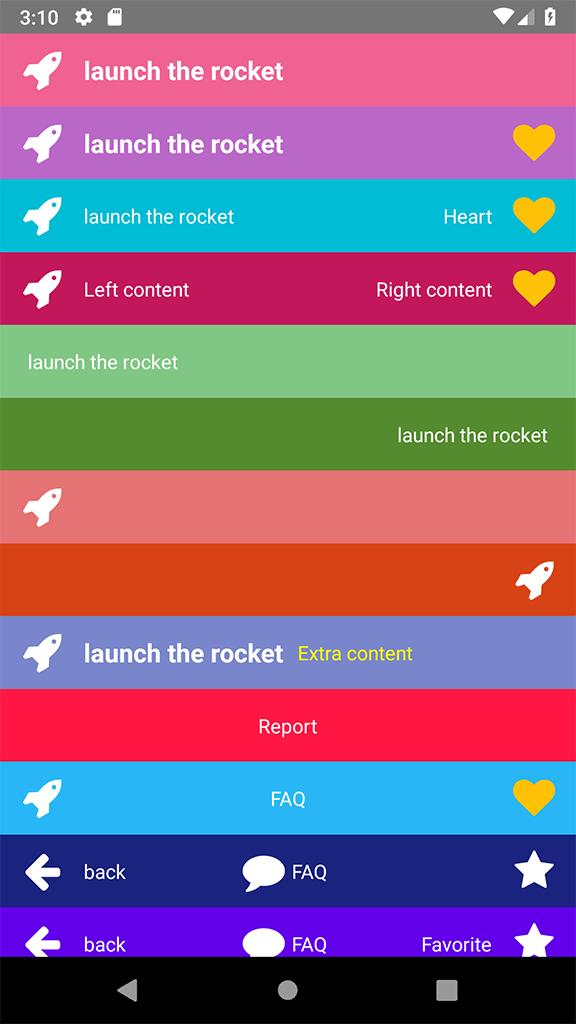 3:10
launch the rocket
launch the rocket
launch the rocket Heart
Left content Right content
launch the rocket
launch the rocket
launch the rocket Extra content
Report
FAQ
back FAQ
back FAQ Favorite